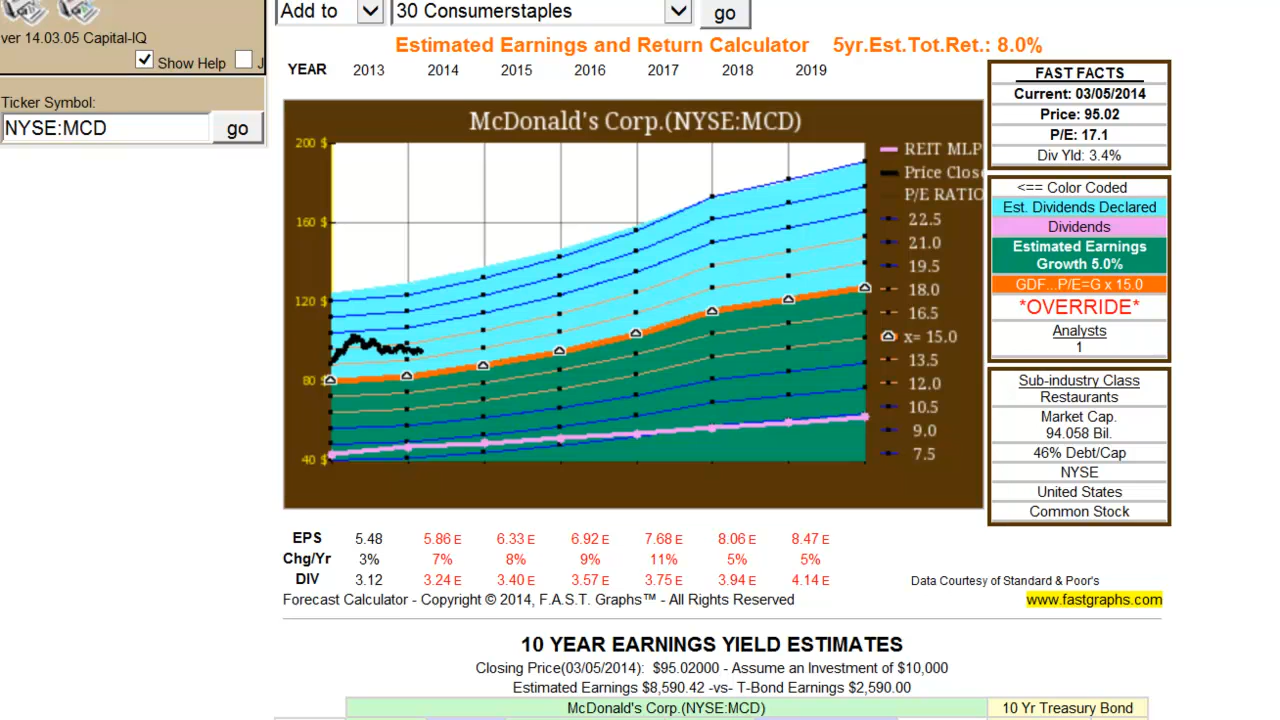 Add to 30 Consumerstaples go
ver 14.03.05 Capital-IQ
Show Help J
Ticker Symbol:
NYSE:MCD go
Estimated Earnings and Return Calculator 5yr.Est.Tot.Ret.: 8.0%
YEAR 2013 2014 2015 2016 2017 2018 2019
McDonald's Corp.(NYSE:MCD)
200 $
160 $
120 $
80 $
40 $
REIT MLP
Price Clos
P/E RATIO
22.5
21.0
19.5
18.0
16.5
x= 15.0
13.5
12.0
10.5
9.0
7.5
FAST FACTS
Current: 03/05/2014
Price: 95.02
P/E: 17.1
Div Yld: 3.4%
<== Color Coded
Est. Dividends Declared
Dividends
Estimated Earnings
Growth 5.0%
GDF...P/E=G x 15.0
*OVERRIDE*
Analysts
1
Sub-industry Class
Restaurants
Market Cap.
94.058 Bil.
46% Debt/Cap
NYSE
United States
Common Stock
EPS 5.48 5.86 E 6.33 E 6.92 E 7.68 E 8.06 E 8.47 E
Chg/Yr 3% 7% 8% 9% 11% 5% 5%
DIV 3.12 3.24 E 3.40 E 3.57 E 3.75 E 3.94 E 4.14 E
Data Courtesy of Standard & Poor's
Forecast Calculator - Copyright © 2014, F.A.S.T. Graphs™ - All Rights Reserved
www.fastgraphs.com
10 YEAR EARNINGS YIELD ESTIMATES
Closing Price(03/05/2014): $95.02000 - Assume an Investment of $10,000
Estimated Earnings $8,590.42 -vs- T-Bond Earnings $2,590.00
McDonald's Corp.(NYSE:MCD) 10 Yr Treasury Bond